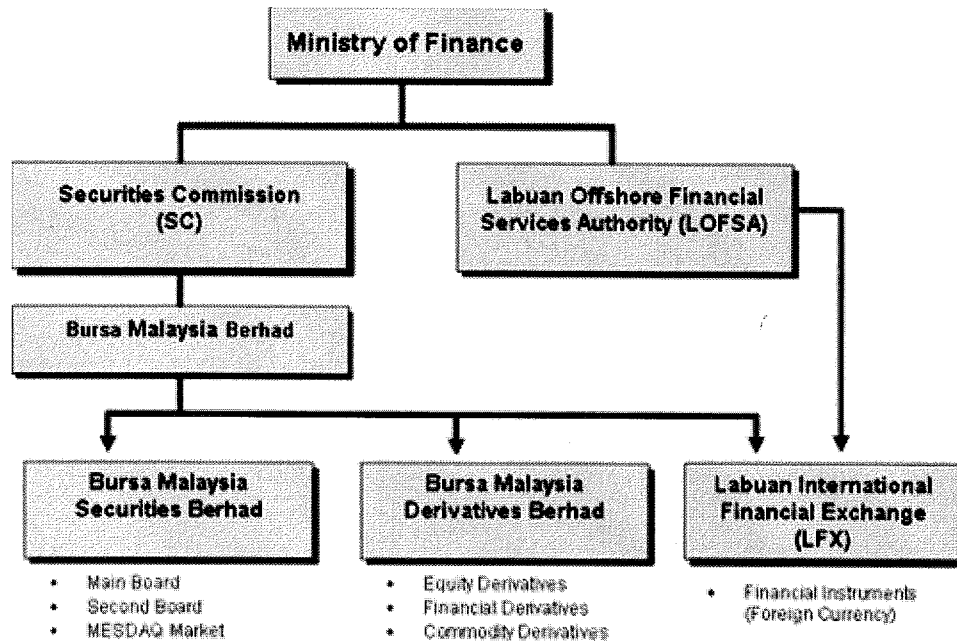 Ministry of Finance
Securities Commission
(SC)
Labuan Offshore Financial
Services Authority (LOFSA)
Bursa Malaysia Berhad
Bursa Malaysia
Securities Berhad
• Main Board
• Second Board
• MESDAQ Market
Bursa Malaysia
Derivatives Berhad
• Equity Derivatives
• Financial Derivatives
• Commodity Derivatives
Labuan International
Financial Exchange
(LFX)
• Financial Instruments
(Foreign Currency)